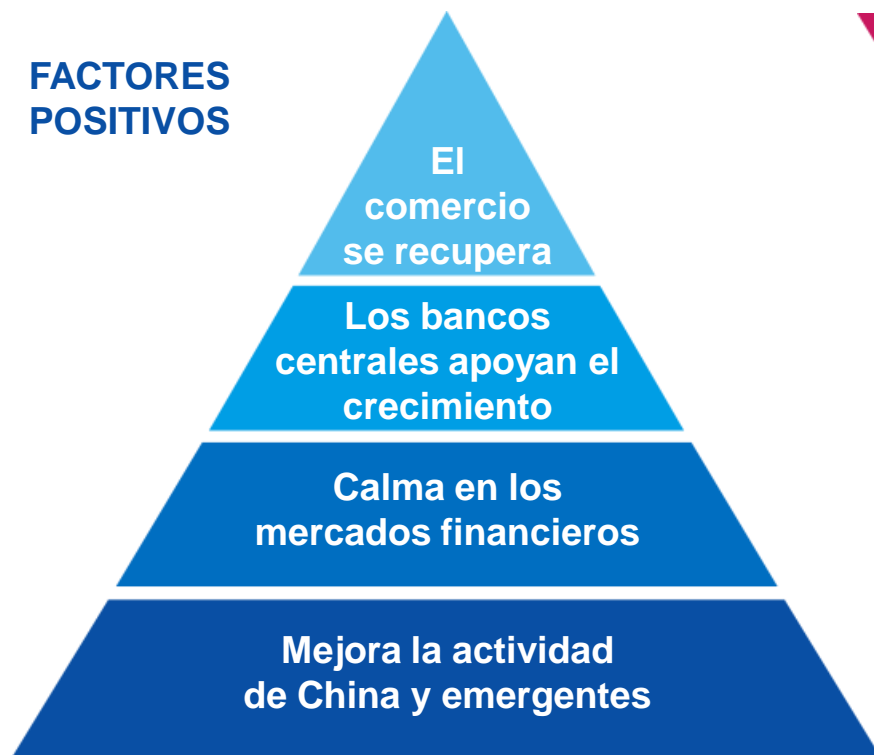 FACTORES
POSITIVOS
El
comercio
se recupera
Los bancos
centrales apoyan el
crecimiento
Calma en los
mercados financieros
Mejora la actividad
de China y emergentes